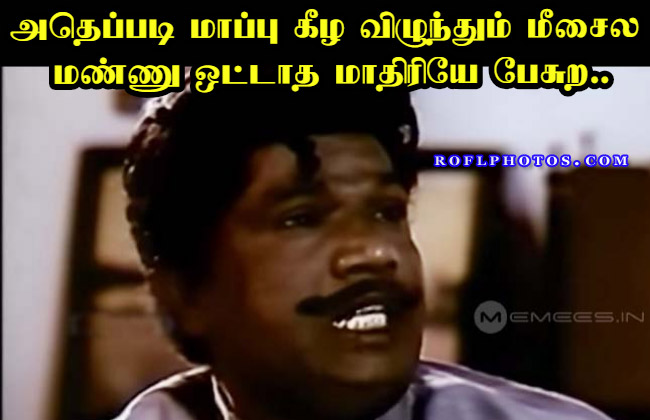 அதெப்படி மாப்பு கீழ விழுந்தும் மீசைல
மண்ணு ஒட்டாத மாதிரியே பேசுற..
ROFLPHOTOS.COM
MEMEES.IN